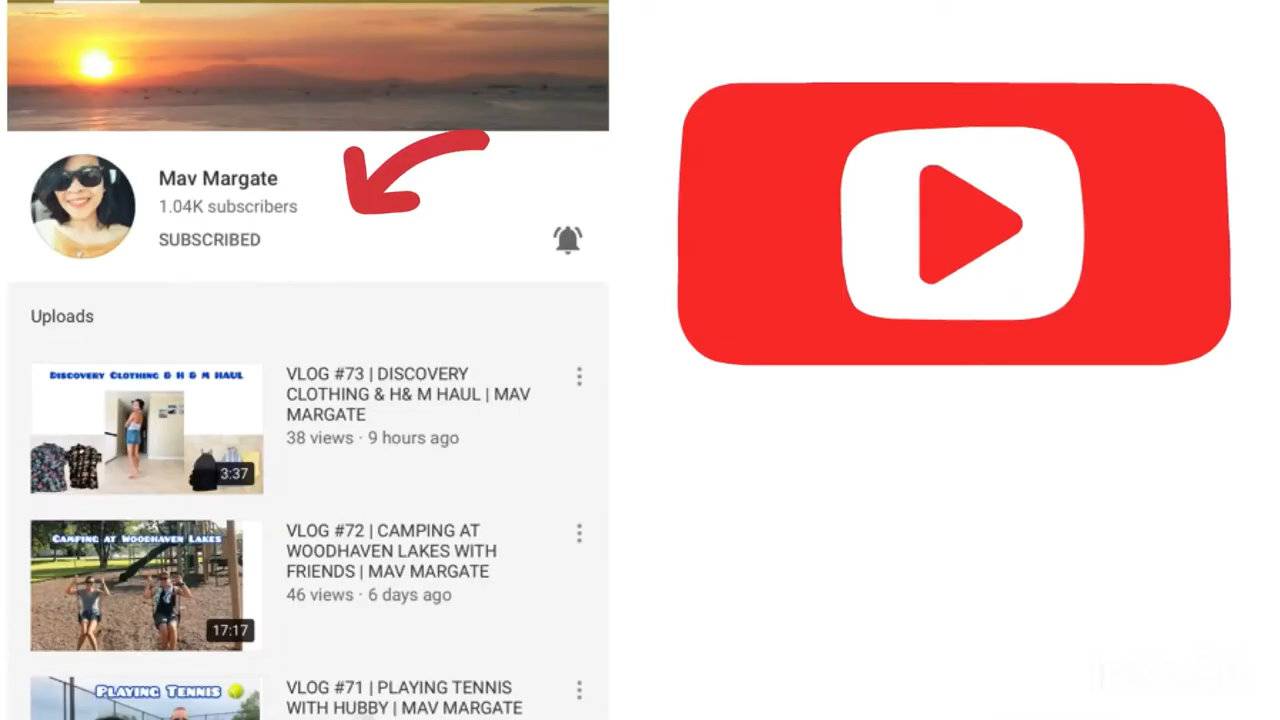 Mav Margate
1.04K subscribers
SUBSCRIBED
Uploads
DISCOVERY CLOTHING & H & M HAUL
3:37
VLOG #73 | DISCOVERY
CLOTHING & H& M HAUL | MAV
MARGATE
38 views · 9 hours ago
CAMPING AT WOODHAVEN LAKES
17:17
VLOG #72 | CAMPING AT
WOODHAVEN LAKES WITH
FRIENDS | MAV MARGATE
46 views · 6 days ago
PLAYING TENNIS
VLOG #71 | PLAYING TENNIS
WITH HUBBY | MAV MARGATE